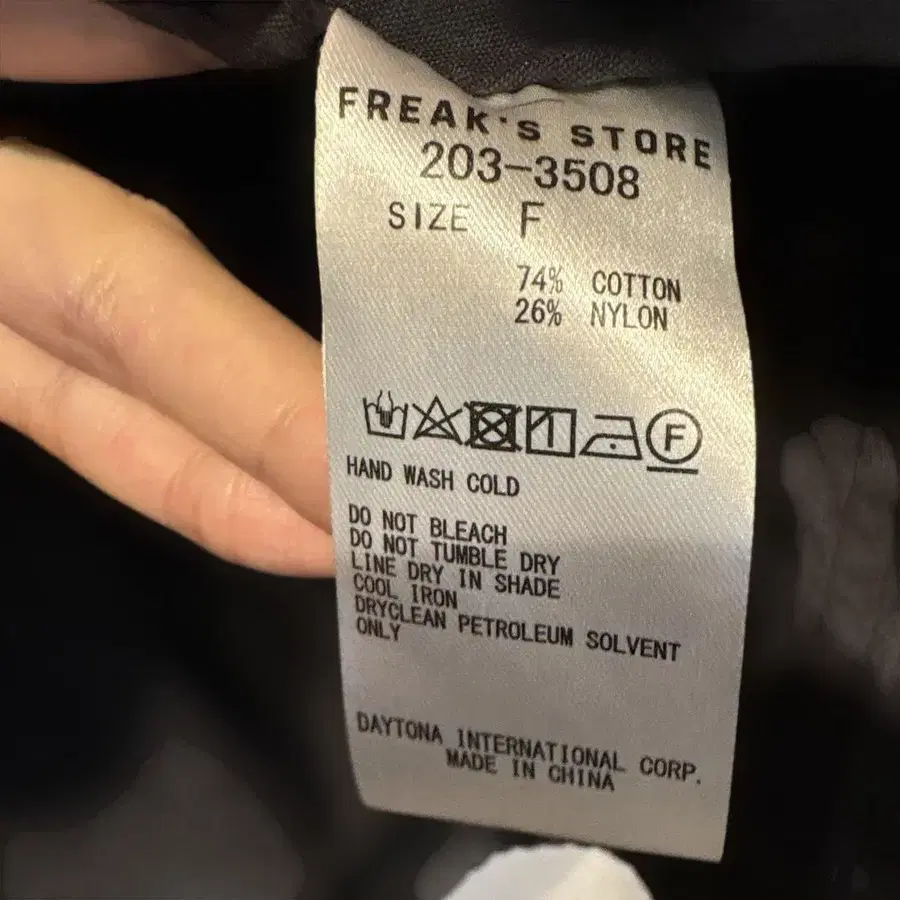 FREAK'S STORE
203-3508
SIZE F
74% COTTON
26% NYLON
F
HAND WASH COLD
DO NOT BLEACH
DO NOT TUMBLE DRY
LINE DRY IN SHADE
COOL IRON
DRYCLEAN PETROLEUM SOLVENT
ONLY
DAYTONA INTERNATIONAL CORP.
MADE IN CHINA